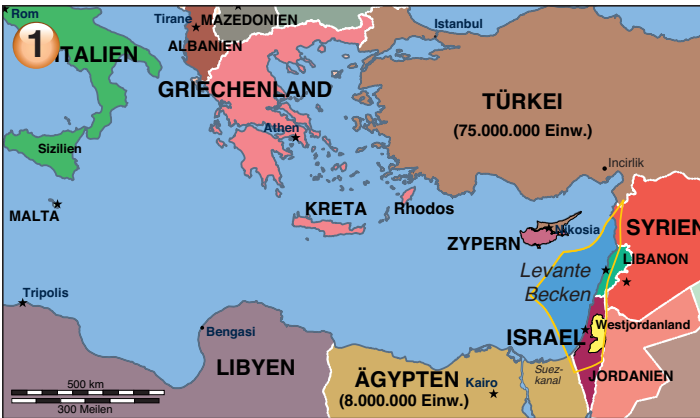 Rom
1
ITALIEN
Tirane
MAZEDONIEN
ALBANIEN
Istanbul
GRIECHENLAND
TÜRKEI
(75.000.000 Einw.)
Athen
Sizilien
Incirlik
MALTA
KRETA
Rhodos
Nikosia
ZYPERN
SYRIEN
LIBANON
Levante
Becken
Tripolis
Bengasi
ISRAEL
Westjordanland
LIBYEN
ÄGYPTEN
(8.000.000 Einw.)
Kairo
Suez-
kanal
JORDANIEN
500 km
300 Meilen